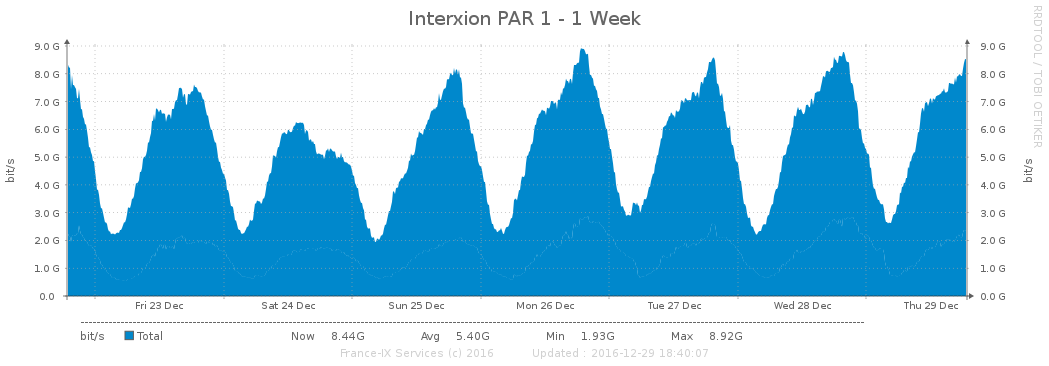 Interxion PAR 1 - 1 Week
RRDTOOL / TOBI OETIKER
9.0 G 9.0 G
8.0 G 8.0 G
7.0 G 7.0 G
6.0 G 6.0 G
5.0 G 5.0 G
4.0 G 4.0 G
3.0 G 3.0 G
2.0 G 2.0 G
1.0 G 1.0 G
0.0 0.0 G
bit/s bit/s
Fri 23 Dec Sat 24 Dec Sun 25 Dec Mon 26 Dec Tue 27 Dec Wed 28 Dec Thu 29 Dec
bit/s Total Now 8.44G Avg 5.40G Min 1.93G Max 8.92G
France-IX Services (c) 2016 Updated : 2016-12-29 18:40:07